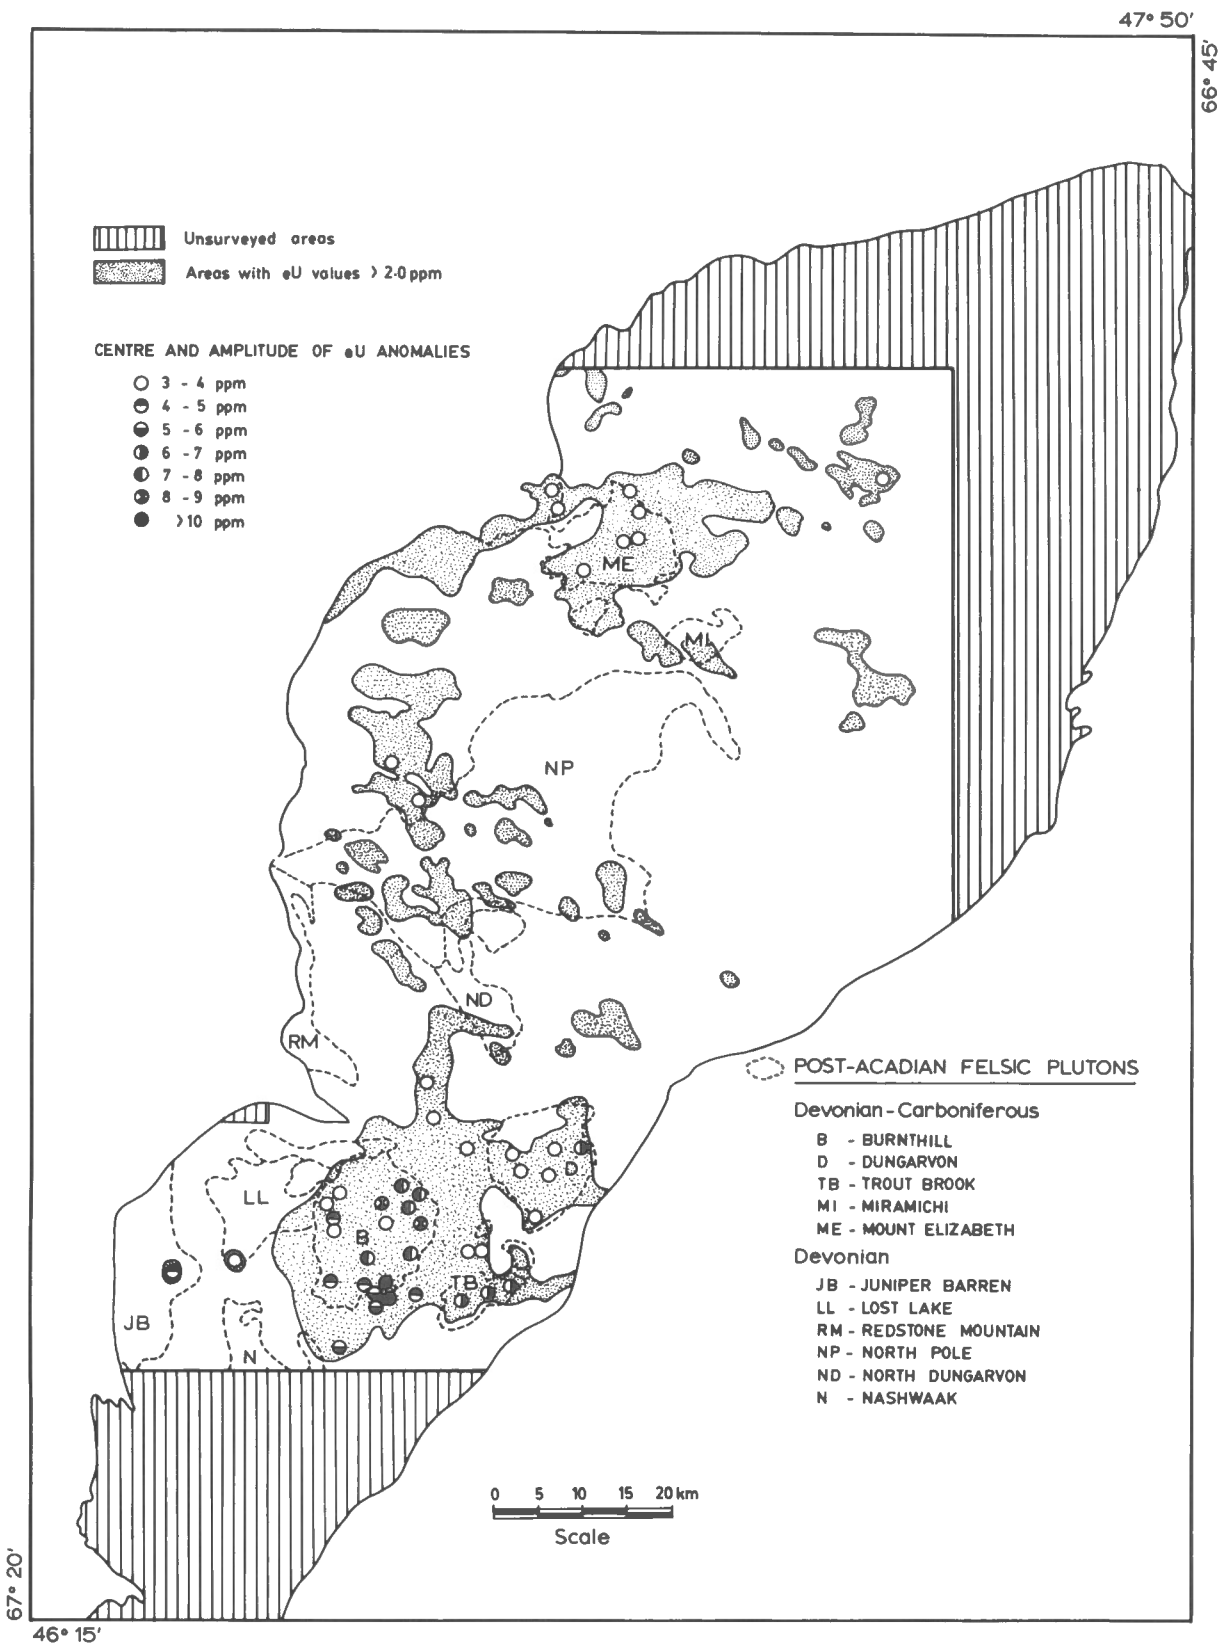 47° 50'
66° 45'
Unsurveyed areas
Areas with eU values > 2·0 ppm
CENTRE AND AMPLITUDE OF eU ANOMALIES
3 - 4 ppm
4 - 5 ppm
5 - 6 ppm
6 - 7 ppm
7 - 8 ppm
8 - 9 ppm
>10 ppm
ME
MI
NP
ND
RM
POST-ACADIAN FELSIC PLUTONS
Devonian-Carboniferous
B - BURNTHILL
D - DUNGARVON
TB - TROUT BROOK
MI - MIRAMICHI
ME - MOUNT ELIZABETH
Devonian
JB - JUNIPER BARREN
LL - LOST LAKE
RM - REDSTONE MOUNTAIN
NP - NORTH POLE
ND - NORTH DUNGARVON
N - NASHWAAK
D
LL
B
TB
JB
N
0 5 10 15 20 km
Scale
67° 20'
46° 15'